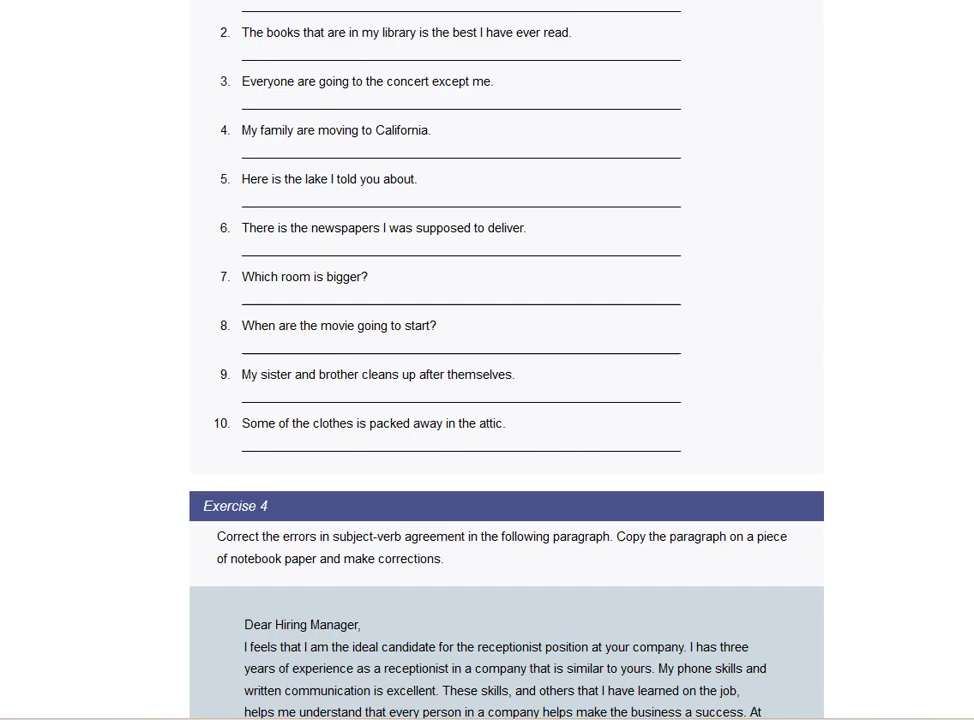 2. The books that are in my library is the best I have ever read.
3. Everyone are going to the concert except me.
4. My family are moving to California.
5. Here is the lake I told you about.
6. There is the newspapers I was supposed to deliver.
7. Which room is bigger?
8. When are the movie going to start?
9. My sister and brother cleans up after themselves.
10. Some of the clothes is packed away in the attic.
Exercise 4
Correct the errors in subject-verb agreement in the following paragraph. Copy the paragraph on a piece
of notebook paper and make corrections.
Dear Hiring Manager,
I feels that I am the ideal candidate for the receptionist position at your company. I has three
years of experience as a receptionist in a company that is similar to yours. My phone skills and
written communication is excellent. These skills, and others that I have learned on the job,
helps me understand that every person in a company helps make the business a success. At